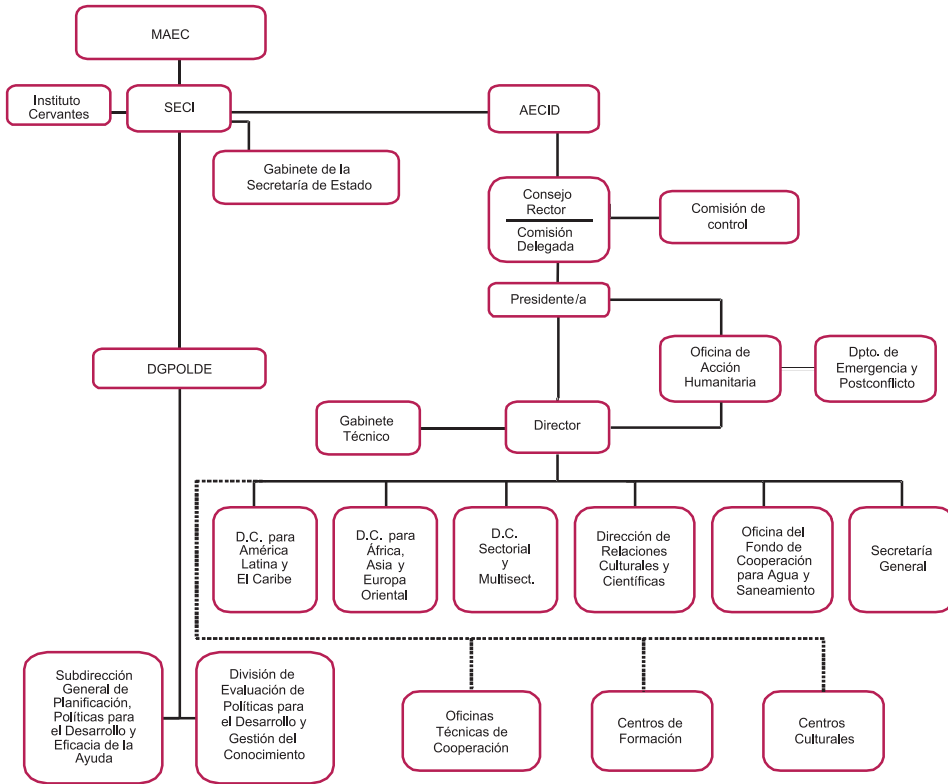 MAEC
Instituto
Cervantes
SECI
AECID
Gabinete de la
Secretaría de Estado
Consejo
Rector
Comisión
Delegada
Comisión de
control
Presidente/a
DGPOLDE
Oficina de
Acción
Humanitaria
Dpto. de
Emergencia y
Postconflicto
Gabinete
Técnico
Director
D.C. para
América
Latina y
El Caribe
D.C. para
África,
Asia y
Europa
Oriental
D.C.
Sectorial
y
Multisect.
Dirección de
Relaciones
Culturales y
Científicas
Oficina del
Fondo de
Cooperación
para Agua y
Saneamiento
Secretaría
General
Subdirección
General de
Planificación,
Políticas para
el Desarrollo y
Eficacia de la
Ayuda
División de
Evaluación de
Políticas para
el Desarrollo y
Gestión del
Conocimiento
Oficinas
Técnicas de
Cooperación
Centros de
Formación
Centros
Culturales